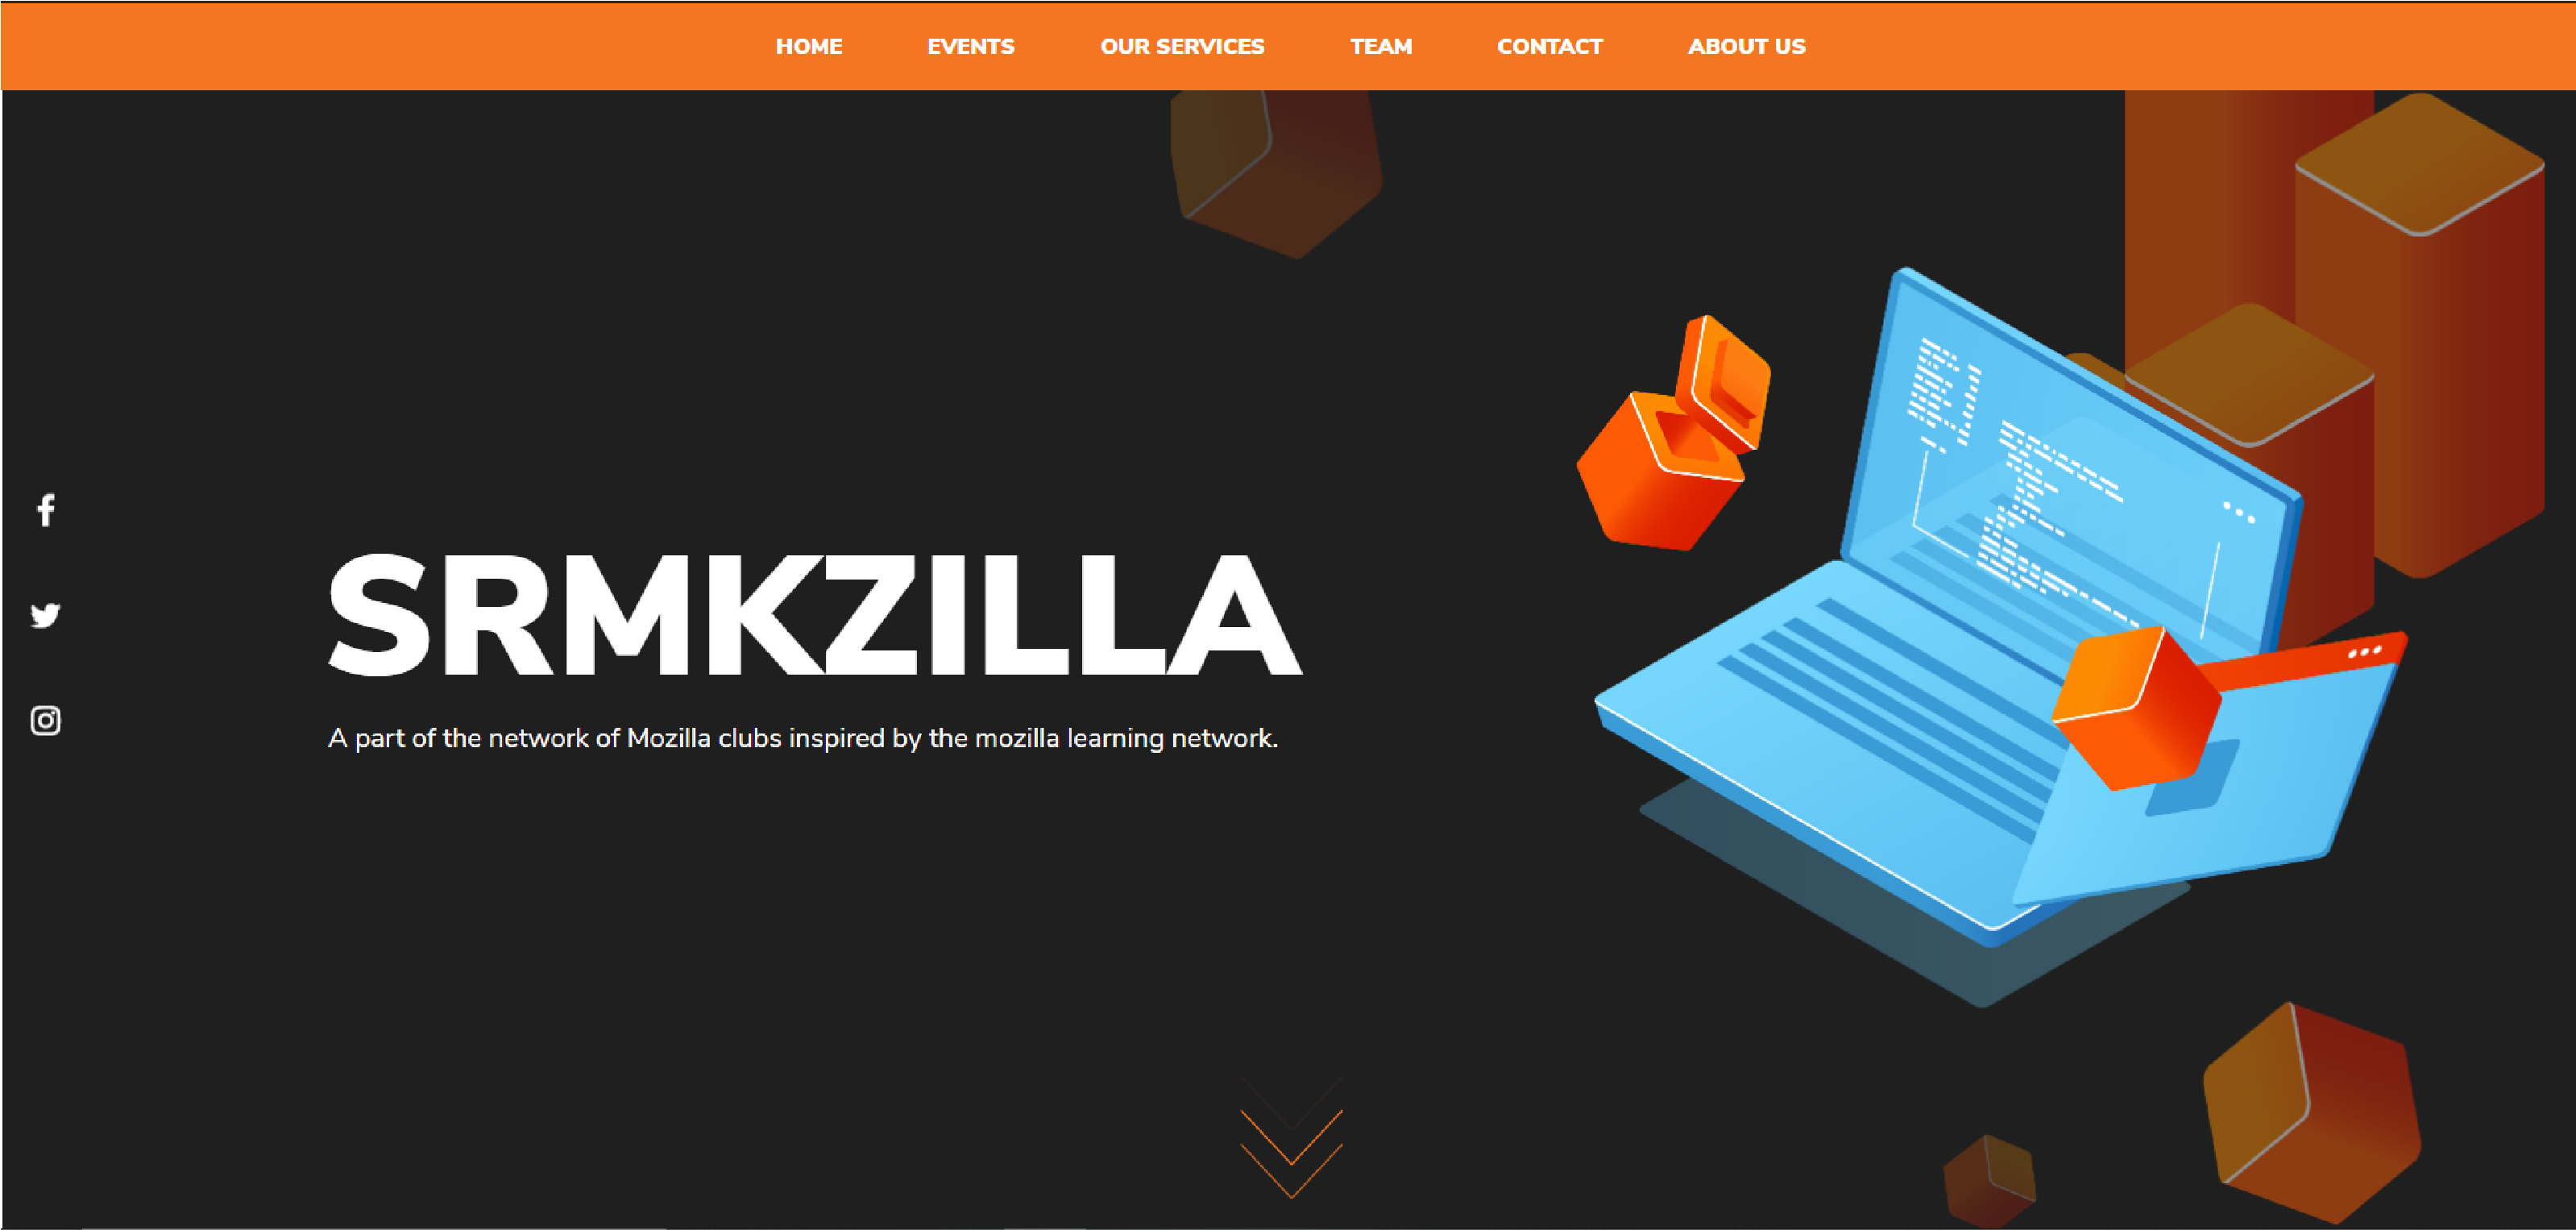 HOME EVENTS OUR SERVICES TEAM CONTACT ABOUT US
SRMKZILLA
A part of the network of Mozilla clubs inspired by the mozilla learning network.